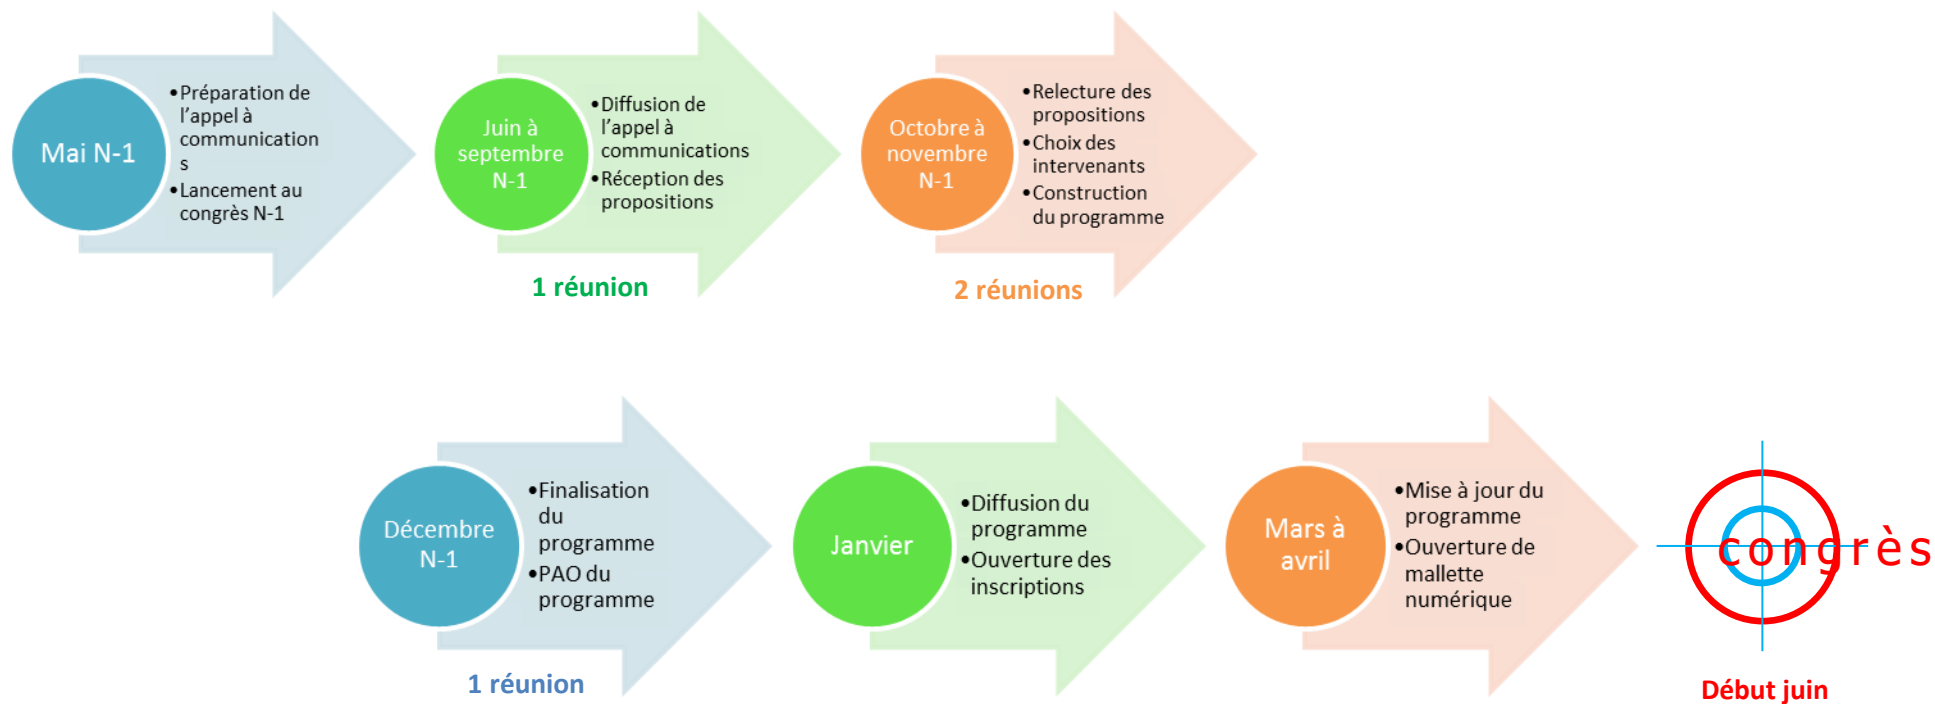 Mai N-1
•Préparation de
l'appel à
communication
s
•Lancement au
congrès N-1
Juin à
septembre
N-1
•Diffusion de
l'appel à
communications
•Réception des
propositions
1 réunion
Octobre à
novembre
N-1
•Relecture des
propositions
•Choix des
intervenants
•Construction
du programme
2 réunions
Décembre
N-1
•Finalisation
du
programme
•PAO du
programme
1 réunion
Janvier
•Diffusion du
programme
•Ouverture des
inscriptions
Mars à
avril
•Mise à jour du
programme
•Ouverture de
mallette
numérique
congrès
Début juin